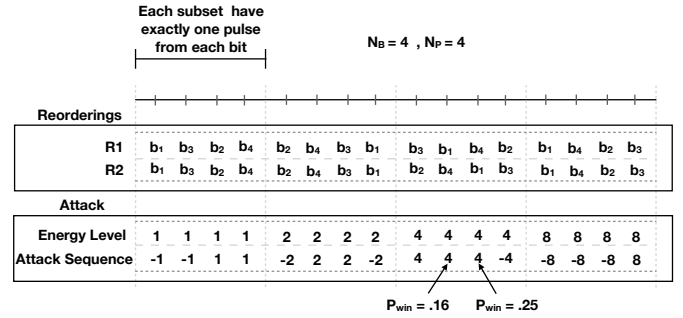 Each subset have
exactly one pulse
from each bit
N_B = 4 , N_P = 4
Reorderings
R1 b₁ b₃ b₂ b₄ b₂ b₄ b₃ b₁ b₃ b₁ b₄ b₂ b₁ b₄ b₂ b₃
R2 b₁ b₃ b₂ b₄ b₂ b₄ b₃ b₁ b₂ b₄ b₁ b₃ b₁ b₄ b₂ b₃
Attack
Energy Level 1 1 1 1 2 2 2 2 4 4 4 4 8 8 8 8
Attack Sequence -1 -1 1 1 -2 2 2 -2 4 4 4 -4 -8 -8 -8 8
P_win = .16 P_win = .25